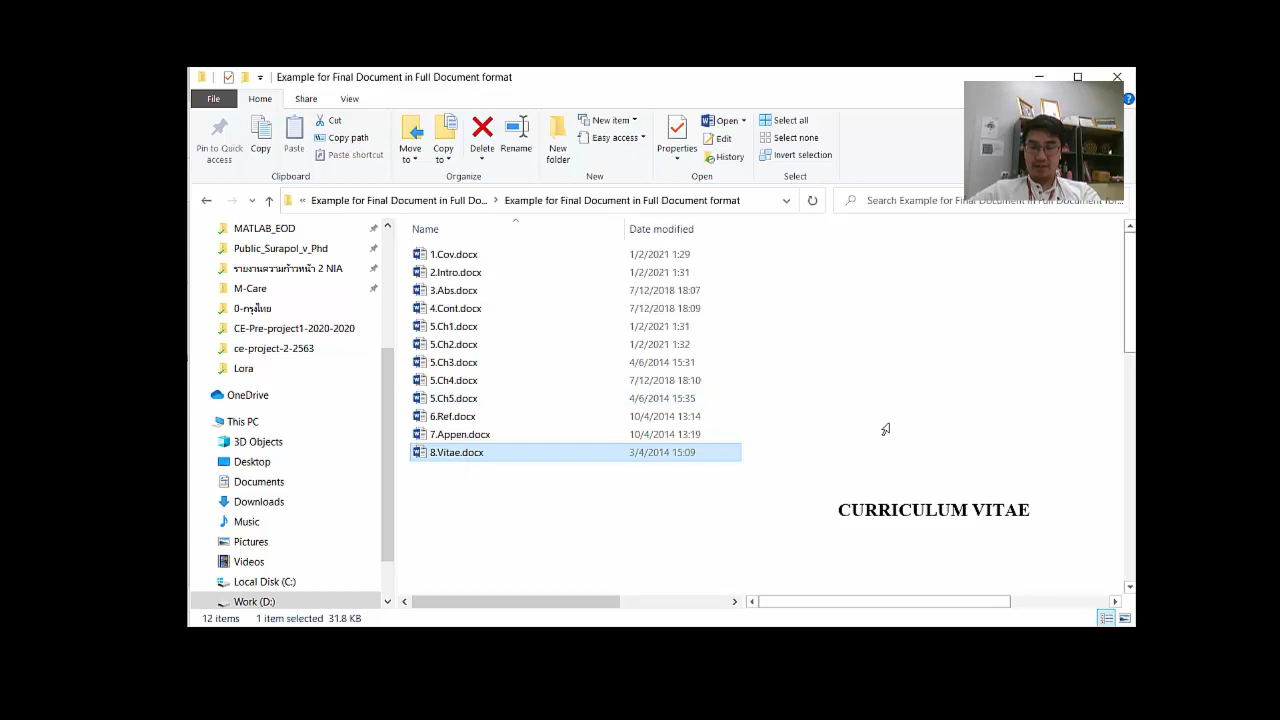 Example for Final Document in Full Document format
File
Home
Share
View
Pin to Quick access
Copy
Paste
Cut
Copy path
Paste shortcut
Clipboard
Move to
Copy to
Delete
Rename
Organize
New folder
New item
Easy access
New
Properties
Open
Edit
History
Open
Select all
Select none
Invert selection
Select
« Example for Final Document in Full Do... > Example for Final Document in Full Document format
Search Example for Final Document in Full Document for...
MATLAB_EOD
Public_Surapol_v_Phd
รายงานความก้าวหน้า 2 NIA
M-Care
0-กรุงไทย
CE-Pre-project1-2020-2020
ce-project-2-2563
Lora
OneDrive
This PC
3D Objects
Desktop
Documents
Downloads
Music
Pictures
Videos
Local Disk (C:)
Work (D:)
Name Date modified
1.Cov.docx 1/2/2021 1:29
2.Intro.docx 1/2/2021 1:31
3.Abs.docx 7/12/2018 18:07
4.Cont.docx 7/12/2018 18:09
5.Ch1.docx 1/2/2021 1:31
5.Ch2.docx 1/2/2021 1:32
5.Ch3.docx 4/6/2014 15:31
5.Ch4.docx 7/12/2018 18:10
5.Ch5.docx 4/6/2014 15:35
6.Ref.docx 10/4/2014 13:14
7.Appen.docx 10/4/2014 13:19
8.Vitae.docx 3/4/2014 15:09
CURRICULUM VITAE
12 items 1 item selected 31.8 KB